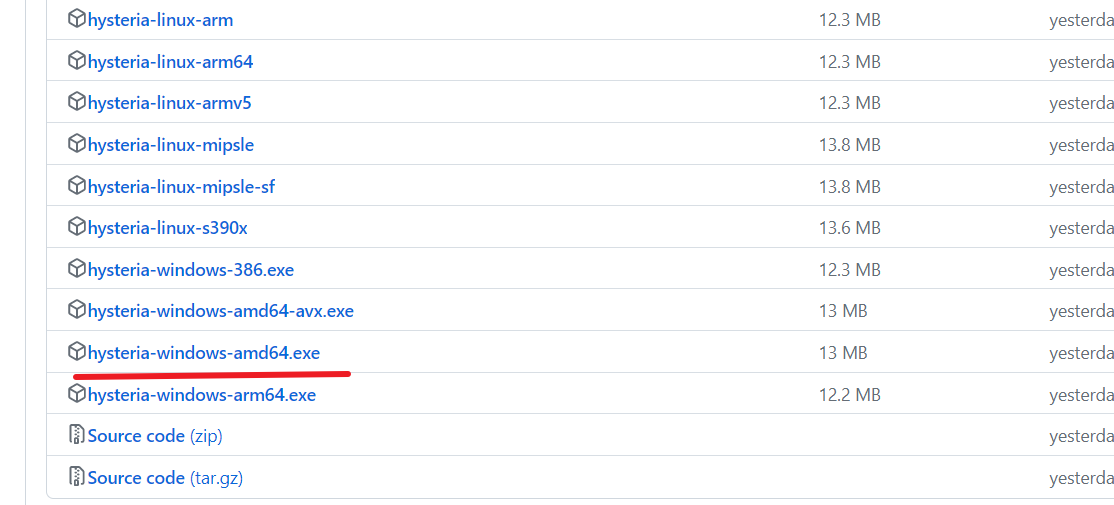 hysteria-linux-arm 12.3 MB yesterda
hysteria-linux-arm64 12.3 MB yesterda
hysteria-linux-armv5 12.3 MB yesterda
hysteria-linux-mipsle 13.8 MB yesterda
hysteria-linux-mipsle-sf 13.8 MB yesterda
hysteria-linux-s390x 13.6 MB yesterda
hysteria-windows-386.exe 12.3 MB yesterda
hysteria-windows-amd64-avx.exe 13 MB yesterda
hysteria-windows-amd64.exe 13 MB yesterda
hysteria-windows-arm64.exe 12.2 MB yesterda
Source code (zip) yesterda
Source code (tar.gz) yesterda